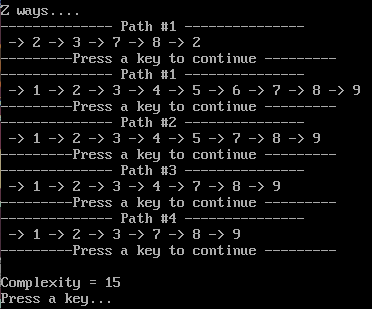 Z ways....
-------------- Path #1 ---------------
-> 2 -> 3 -> 7 -> 8 -> 2
---------Press a key to continue ---------
-------------- Path #1 ---------------
-> 1 -> 2 -> 3 -> 4 -> 5 -> 6 -> 7 -> 8 -> 9
---------Press a key to continue ---------
-------------- Path #2 ---------------
-> 1 -> 2 -> 3 -> 4 -> 5 -> 7 -> 8 -> 9
---------Press a key to continue ---------
-------------- Path #3 ---------------
-> 1 -> 2 -> 3 -> 4 -> 7 -> 8 -> 9
---------Press a key to continue ---------
-------------- Path #4 ---------------
-> 1 -> 2 -> 3 -> 7 -> 8 -> 9
---------Press a key to continue ---------
Complexity = 15
Press a key...